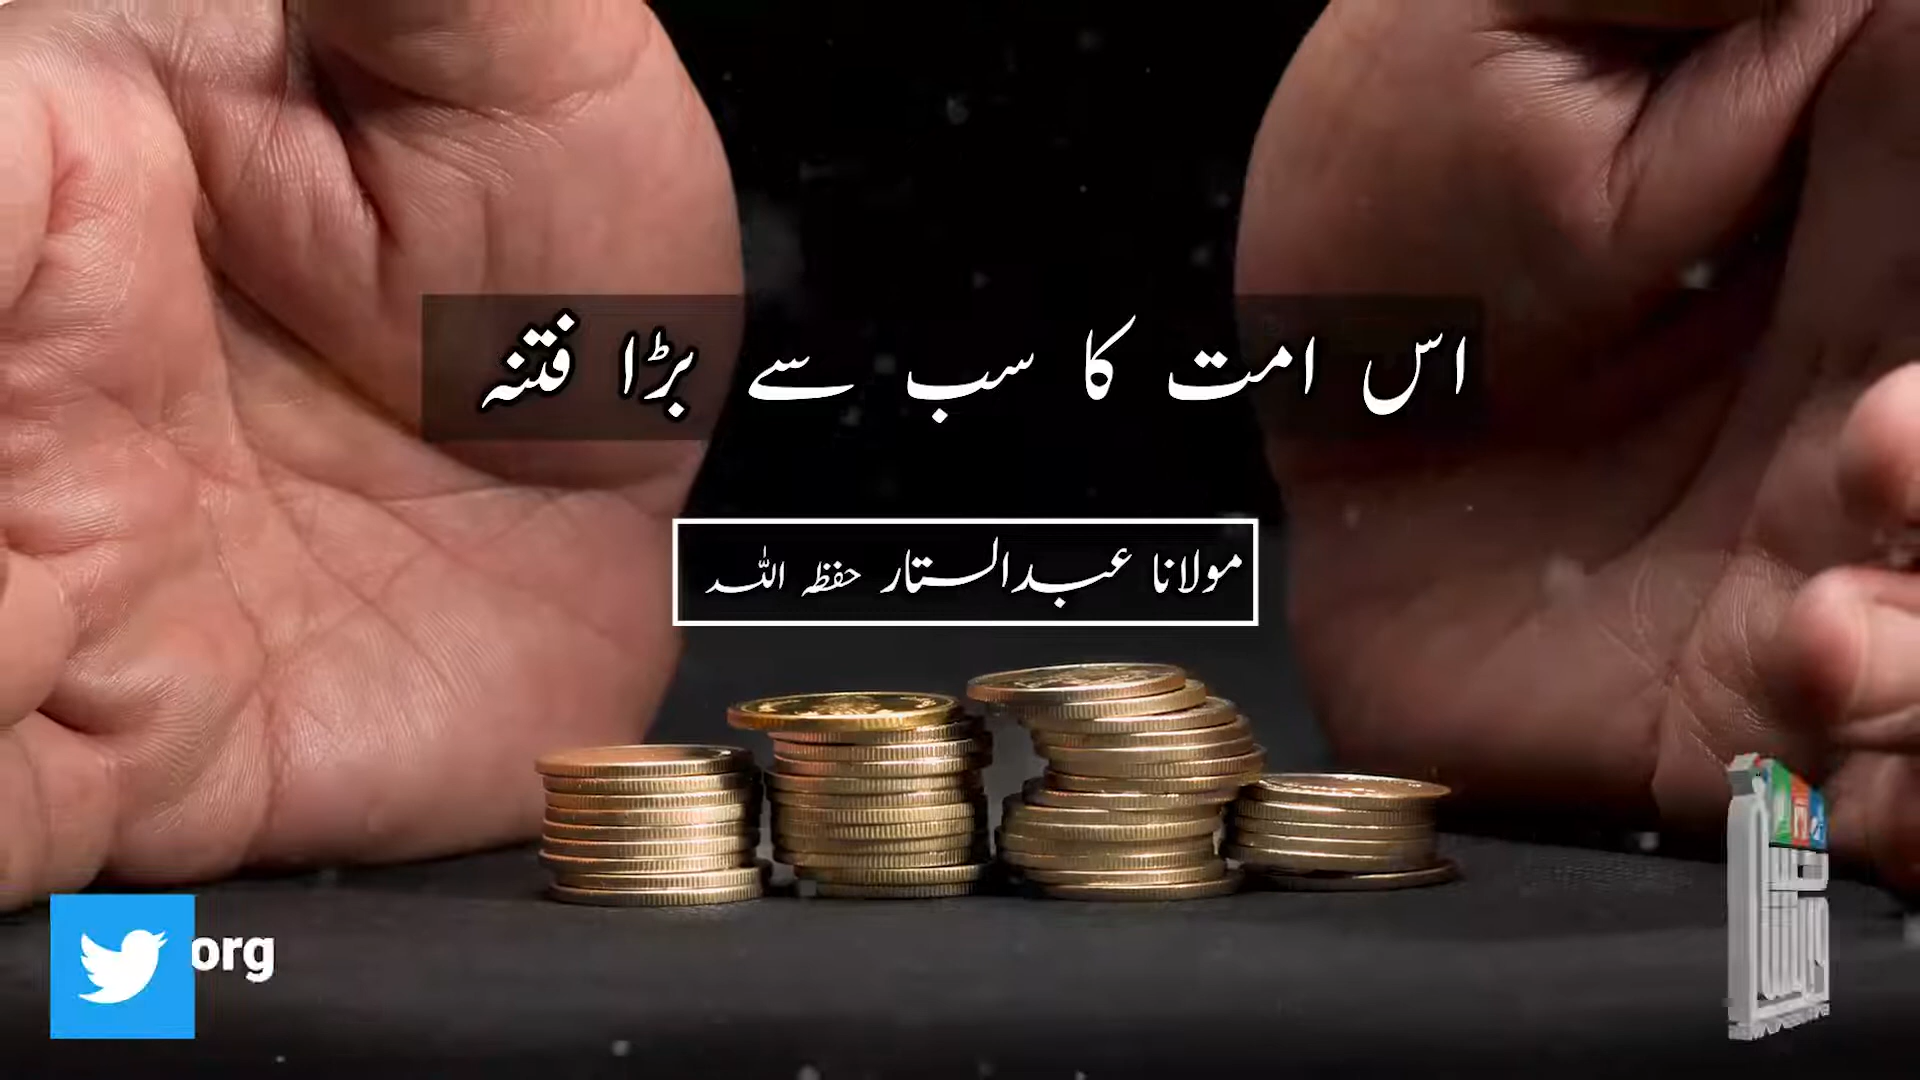 اس امت کا سب سے بڑا فتنہ
مولانا عبدالستار حفظہ اللہ
org